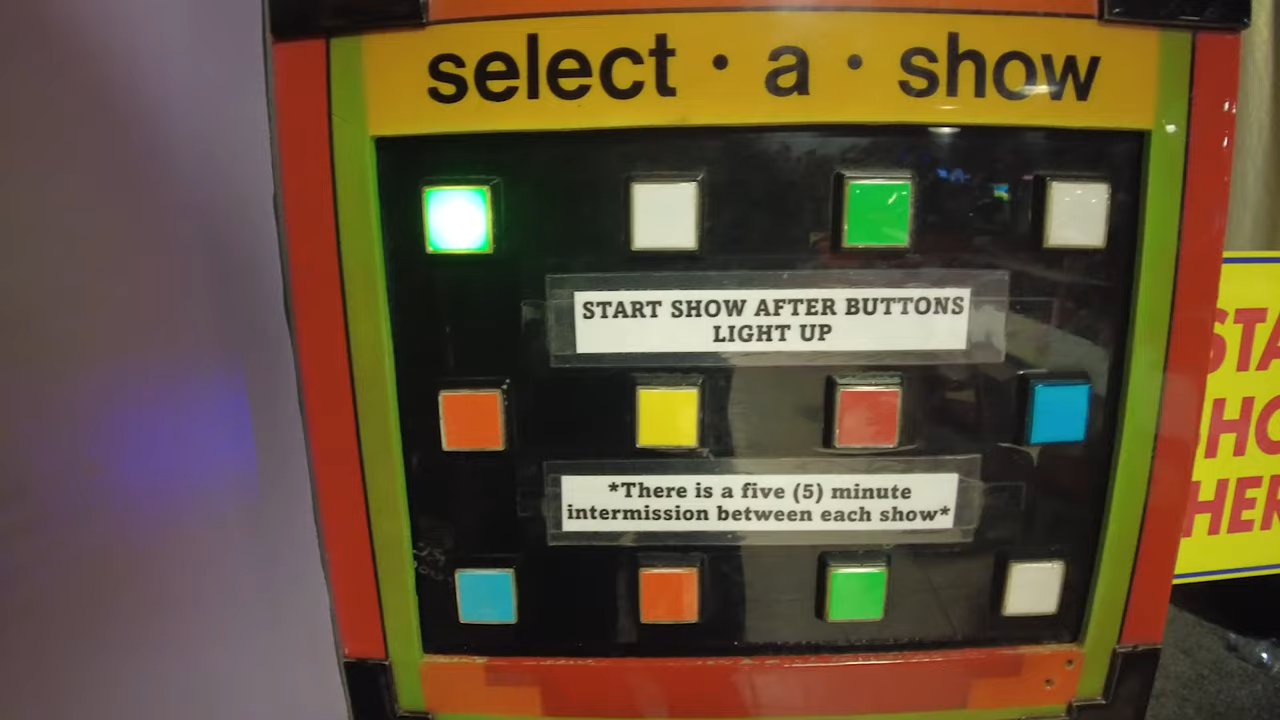 select · a · show
START SHOW AFTER BUTTONS
LIGHT UP
*There is a five (5) minute
intermission between each show*